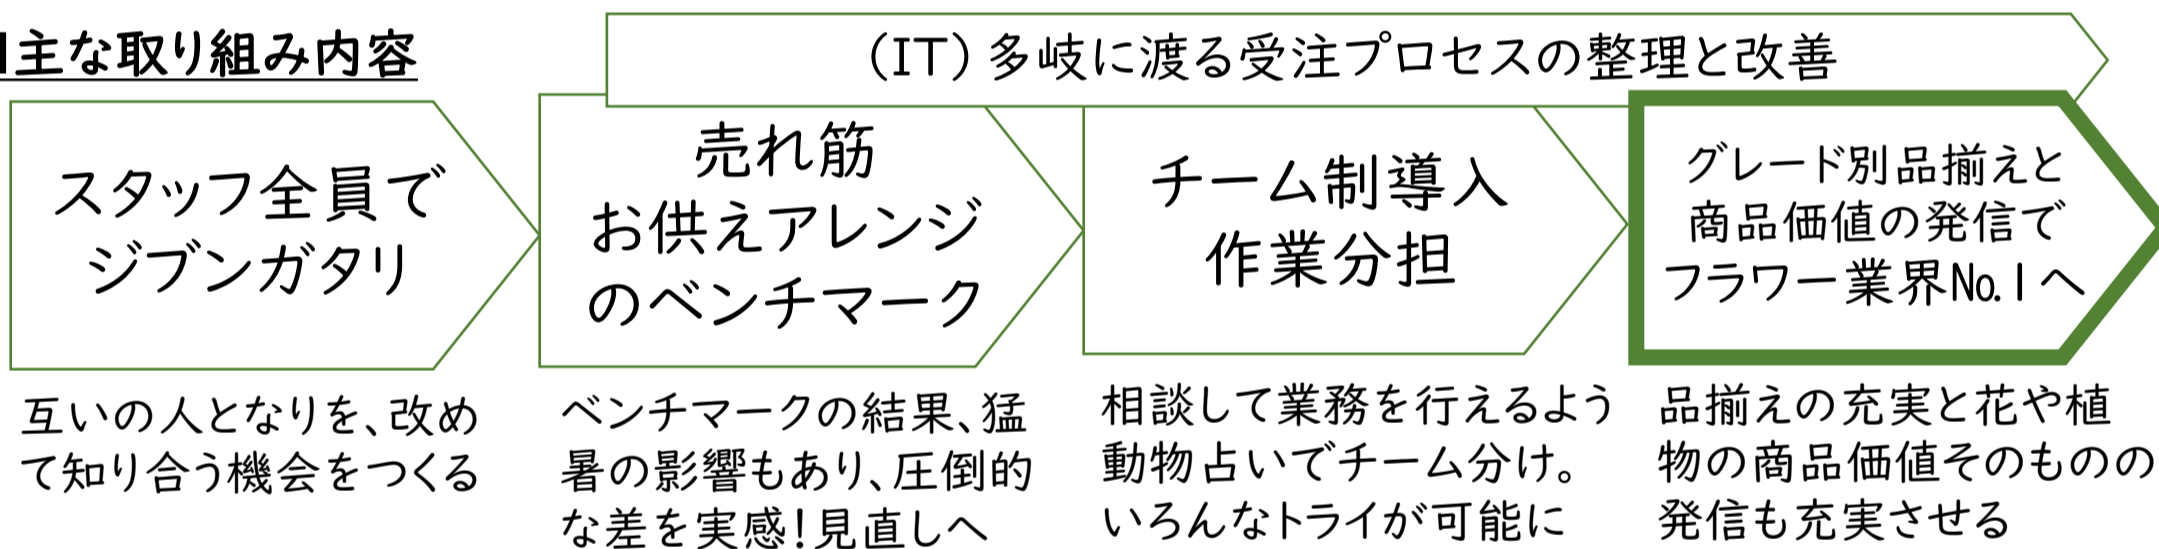 主な取り組み内容
（IT）多岐に渡る受注プロセスの整理と改善
スタッフ全員で
ジブンガタリ
互いの人となりを、改め
て知り合う機会をつくる
売れ筋
お供えアレンジ
のベンチマーク
ベンチマークの結果、猛
暑の影響もあり、圧倒的
な差を実感！見直しへ
チーム制導入
作業分担
相談して業務を行えるよう
動物占いでチーム分け。
いろんなトライが可能に
グレード別品揃えと
商品価値の発信で
フラワー業界No.1へ
品揃えの充実と花や植
物の商品価値そのものの
発信も充実させる